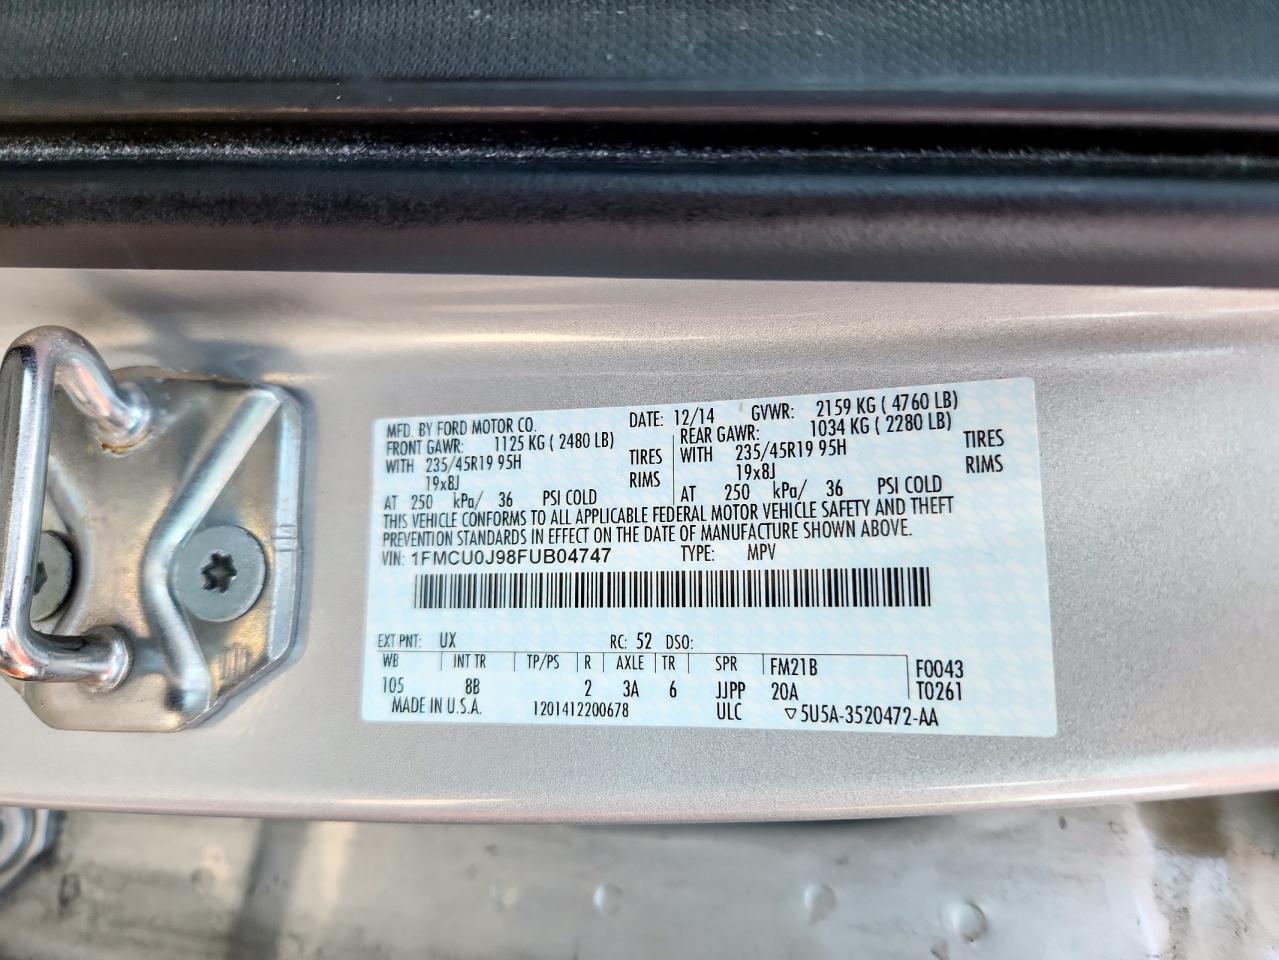 MFD. BY FORD MOTOR CO. DATE: 12/14 GVWR: 2159 KG ( 4760 LB)
FRONT GAWR: 1125 KG ( 2480 LB) REAR GAWR: 1034 KG ( 2280 LB)
WITH 235/45R19 95H TIRES WITH 235/45R19 95H TIRES
19x8J RIMS 19x8J RIMS
AT 250 kPa/ 36 PSI COLD AT 250 kPa/ 36 PSI COLD
THIS VEHICLE CONFORMS TO ALL APPLICABLE FEDERAL MOTOR VEHICLE SAFETY AND THEFT
PREVENTION STANDARDS IN EFFECT ON THE DATE OF MANUFACTURE SHOWN ABOVE.
VIN: 1FMCU0J98FUB04747 TYPE: MPV
EXT PNT: UX RC: 52 DSO:
WB INT TR TP/PS R AXLE TR SPR FM21B F0043
105 8B 2 3A 6 JJPP 20A T0261
MADE IN U.S.A. 1201412200678 ULC ▽5U5A-3520472-AA